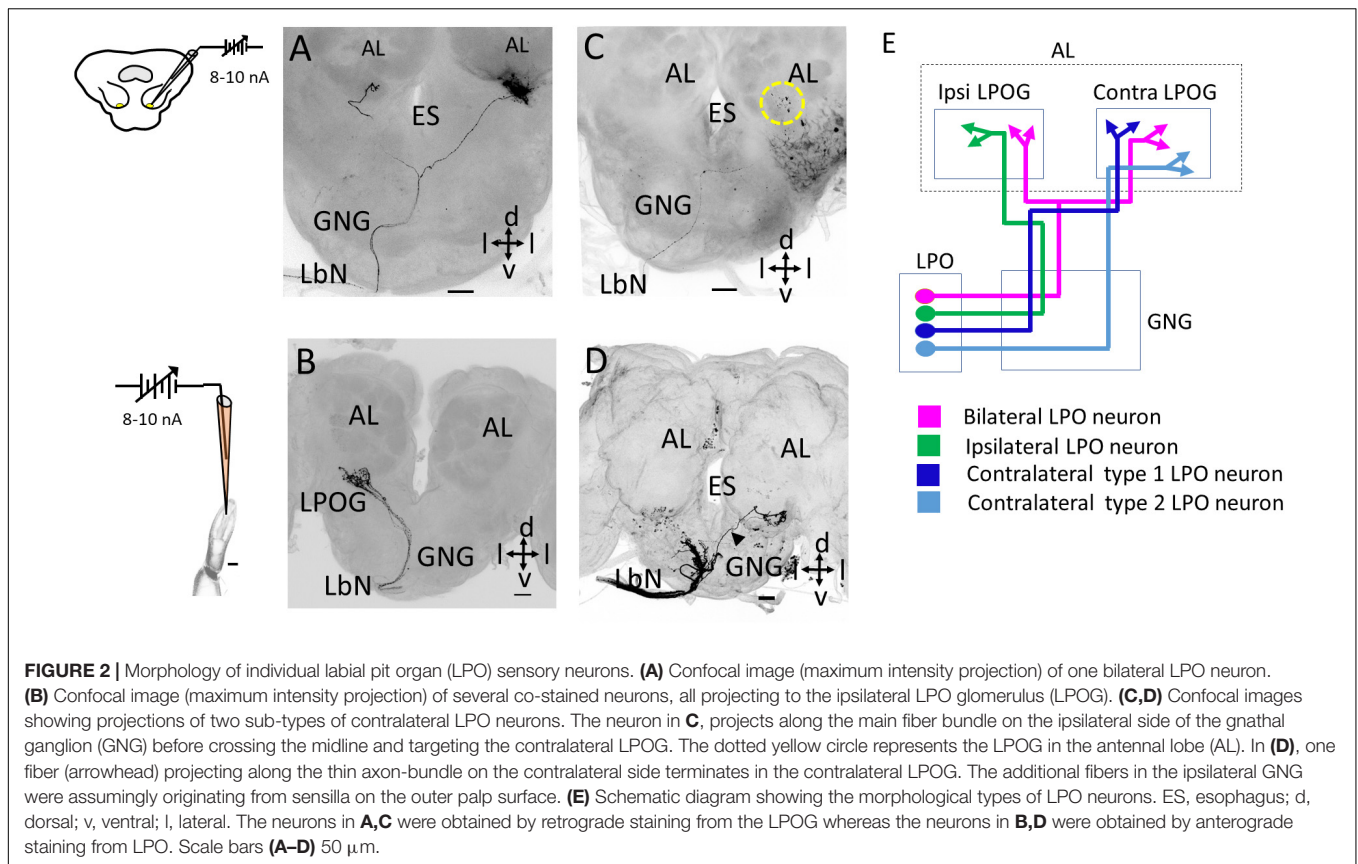 8-10 nA
A
AL
AL
ES
GNG
LbN
d
l
l
v
C
AL
AL
ES
GNG
LbN
d
l
l
v
8-10 nA
B
AL
AL
LPOG
GNG
LbN
d
l
l
v
D
AL
AL
ES
GNG
LbN
d
l
l
v
E
AL
Ipsi LPOG
Contra LPOG
LPO
GNG
Bilateral LPO neuron
Ipsilateral LPO neuron
Contralateral type 1 LPO neuron
Contralateral type 2 LPO neuron
FIGURE 2 | Morphology of individual labial pit organ (LPO) sensory neurons. (A) Confocal image (maximum intensity projection) of one bilateral LPO neuron.
(B) Confocal image (maximum intensity projection) of several co-stained neurons, all projecting to the ipsilateral LPO glomerulus (LPOG). (C,D) Confocal images
showing projections of two sub-types of contralateral LPO neurons. The neuron in C, projects along the main fiber bundle on the ipsilateral side of the gnathal
ganglion (GNG) before crossing the midline and targeting the contralateral LPOG. The dotted yellow circle represents the LPOG in the antennal lobe (AL). In (D), one
fiber (arrowhead) projecting along the thin axon-bundle on the contralateral side terminates in the contralateral LPOG. The additional fibers in the ipsilateral GNG
were assumingly originating from sensilla on the outer palp surface. (E) Schematic diagram showing the morphological types of LPO neurons. ES, esophagus; d,
dorsal; v, ventral; l, lateral. The neurons in A,C were obtained by retrograde staining from the LPOG whereas the neurons in B,D were obtained by anterograde
staining from LPO. Scale bars (A–D) 50 μm.